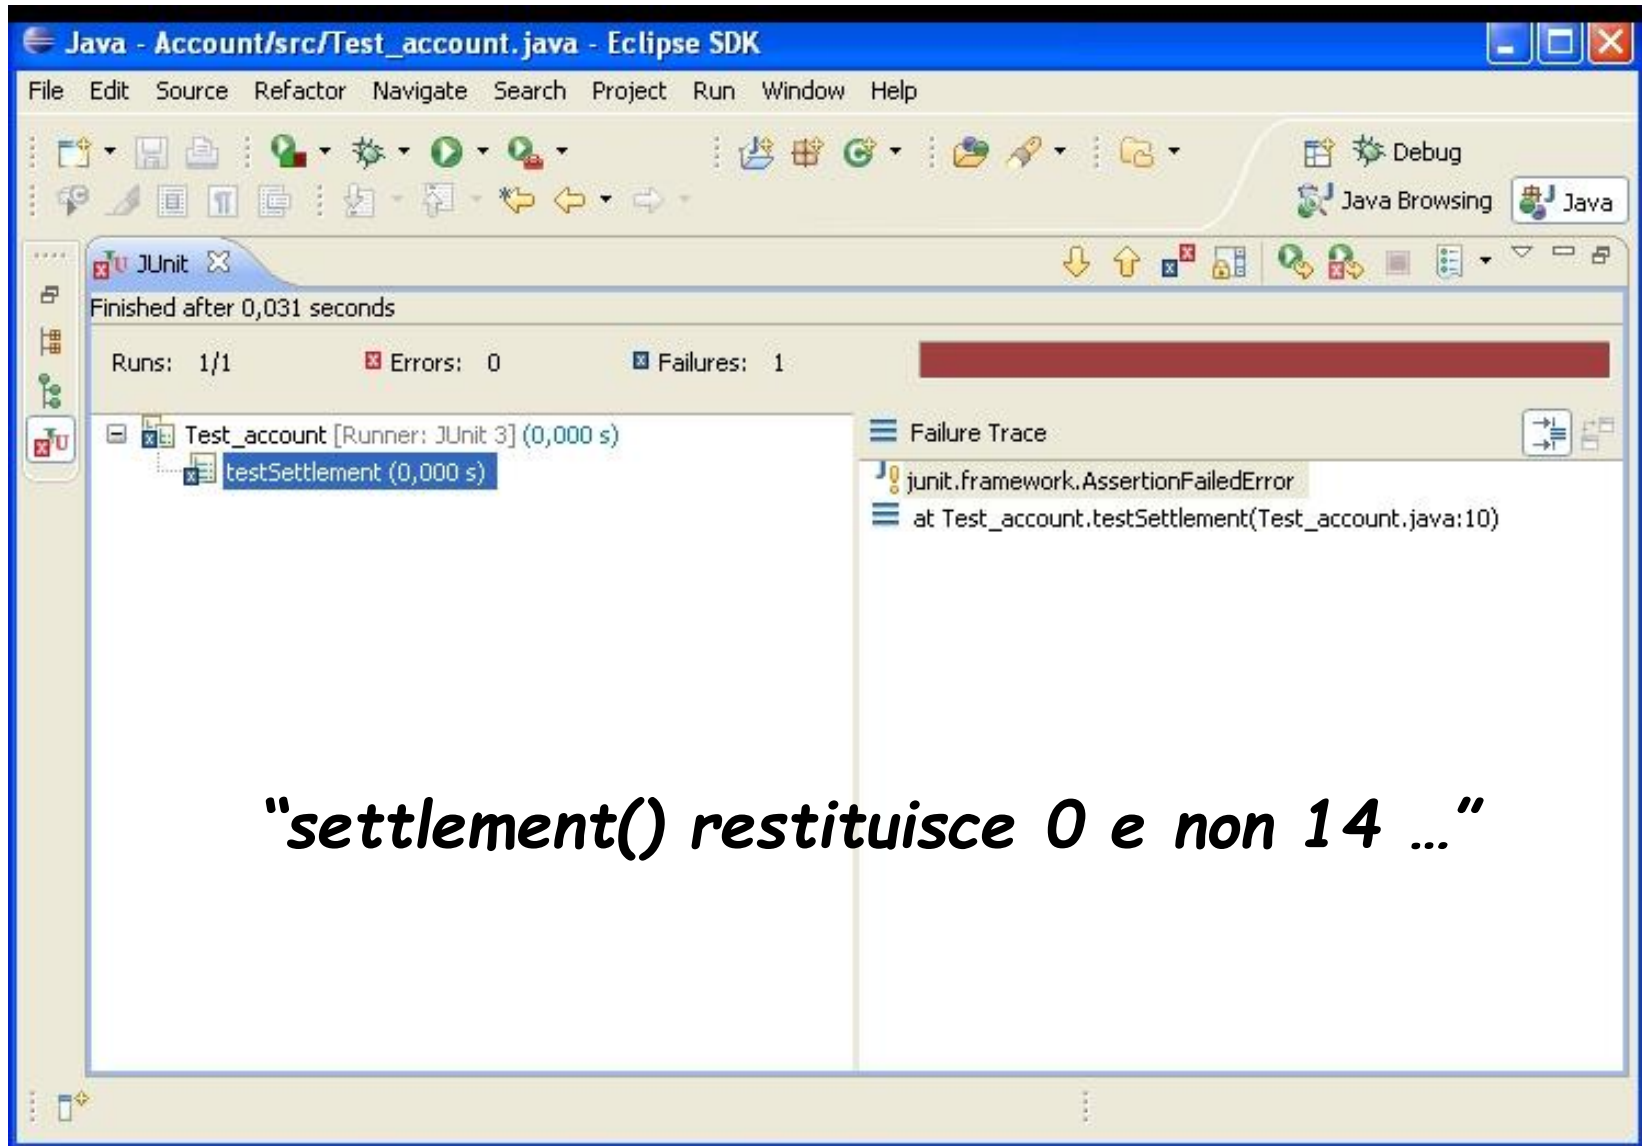 Java - Account/src/Test_account.java - Eclipse SDK
File Edit Source Refactor Navigate Search Project Run Window Help
Debug
Java Browsing Java
JUnit
Finished after 0,031 seconds
Runs: 1/1 Errors: 0 Failures: 1
Test_account [Runner: JUnit 3] (0,000 s)
testSettlement (0,000 s)
Failure Trace
junit.framework.AssertionFailedError
at Test_account.testSettlement(Test_account.java:10)
“settlement() restituisce 0 e non 14 …”